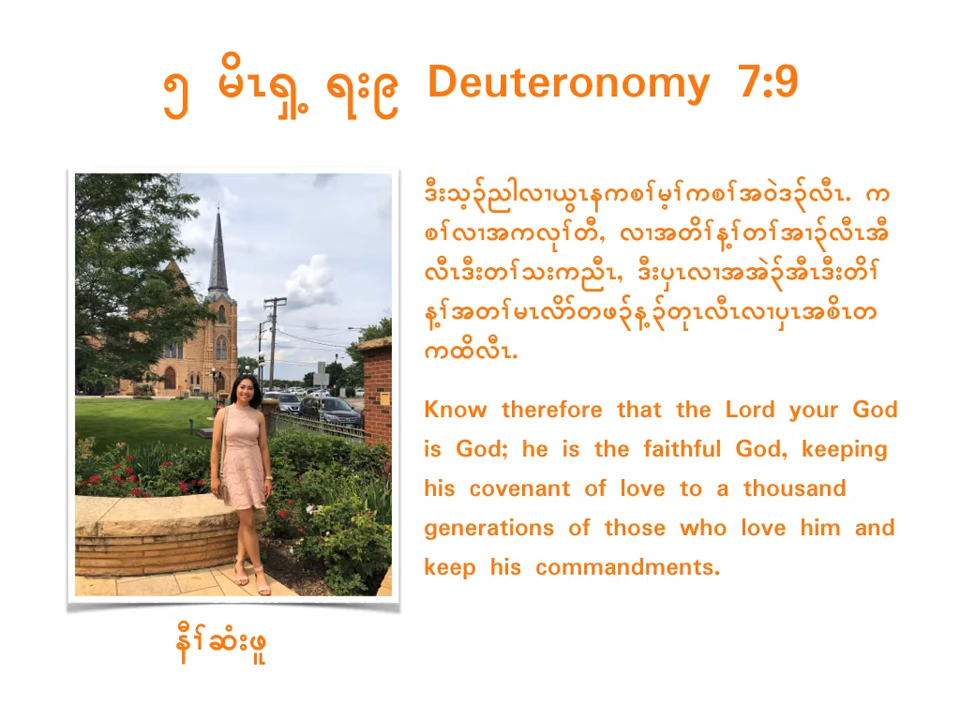 ၅ မိၤရှ့ ရး၉ Deuteronomy 7:9
ဒီးသ့ၣ်ညါလၢယွၤနကစၢ်မ့ၢ်ကစၢ်အဝဲဒၣ်လီၤ. က
စၢ်လၢအကလုၢ်တီ, လၢအတိၢ်န့ၢ်တၢ်အၢၣ်လီၤအီ
လီၤဒီးတၢ်သးကညီၤ, ဒီးပှၤလၢအအဲၣ်အီၤဒီးတိၢ်
န့ၢ်အတၢ်မၤလိာ်တဖၣ်န့ၣ်တုၤလီၤလၢပှၤအစိၤတ
ကထိလီၤ.
Know therefore that the Lord your God
is God; he is the faithful God, keeping
his covenant of love to a thousand
generations of those who love him and
keep his commandments.
နီၢ်ဆံးဖူ